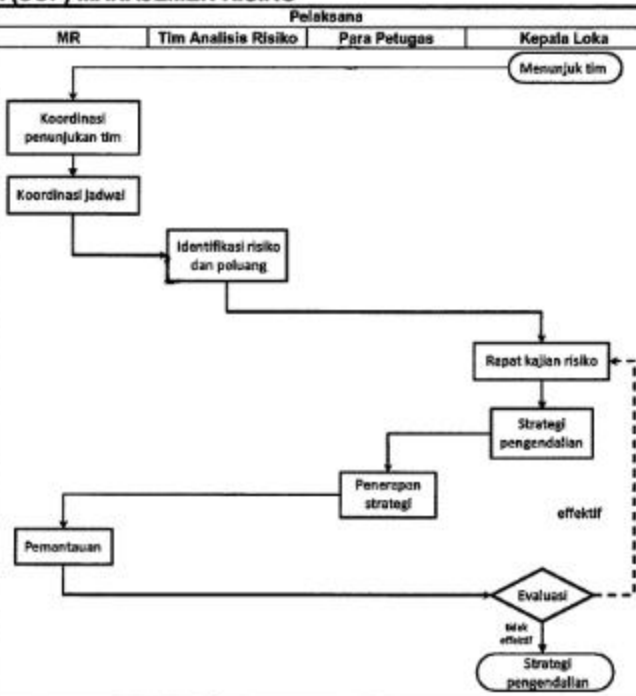 Pelaksana
MR
Tim Analisis Risiko
Para Petugas
Kepala Loka
Menunjuk tim
Koordinasi
penunjukan tim
Koordinasi jadwal
Identifikasi risiko
dan peluang
Rapat kajian risiko
Strategi
pengendalian
Penerapan
strategi
effektif
Pemantauan
Evaluasi
tidak
effektif
Strategi
pengendalian